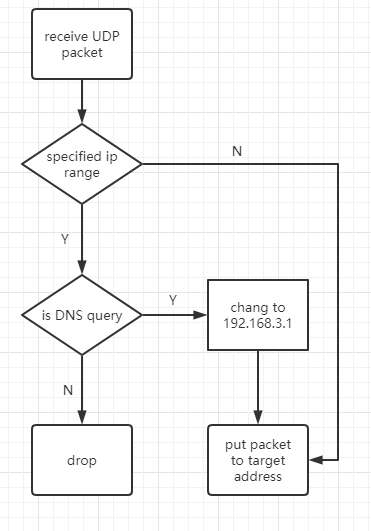 receive UDP
packet
specified ip
range
N
Y
is DNS query
Y
chang to
192.168.3.1
N
drop
put packet
to target
address